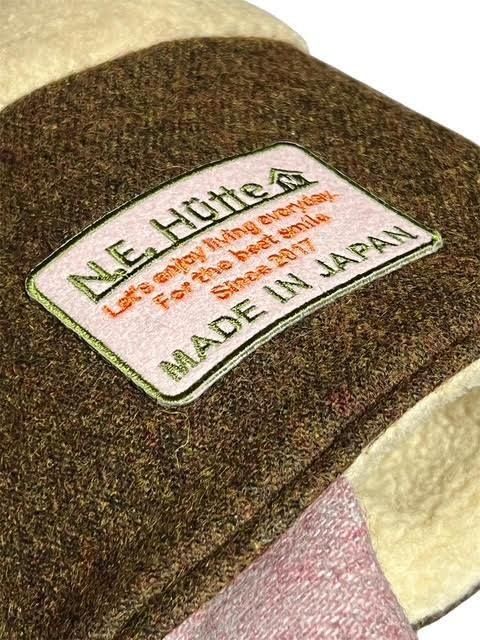 N.E. Hütte
Let's enjoy living everyday.
For the best smile
Since 2017
MADE IN JAPAN